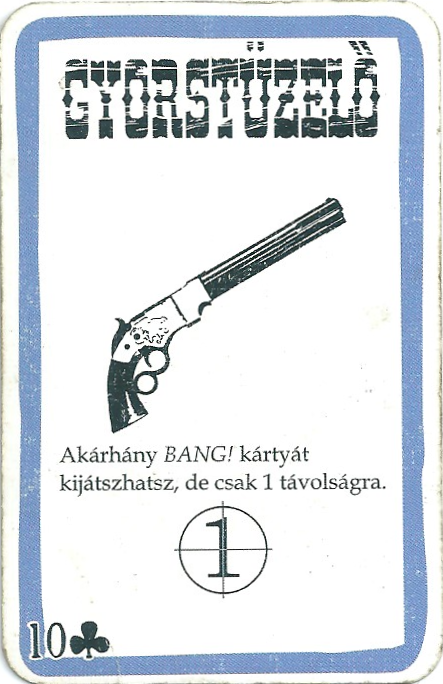 GYORSTÜZELŐ
Akárhány BANG! kártyát
kijátszhatsz, de csak 1 távolságra.
1
10♣